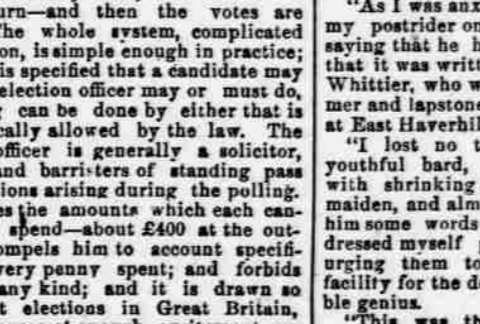 urn—and then the votes are
The whole system, complicated
on, is simple enough in practice;
is specified that a candidate may
election officer may or must do,
can be done by either that is
cally allowed by the law. The
officer is generally a solicitor,
and barristers of standing pass
ions arising during the polling.
es the amounts which each can-
spend—about £400 at the out-
ompels him to account specifi-
very penny spent; and forbids
any kind; and it is drawn so
t elections in Great Britain,
"As I was anx
my postrider on
saying that he h
that it was writt
Whittier, who w
mer and lapstone
at East Haverhil
"I lost no t
youthful bard,
with shrinking
maiden, and alm
him some words
dressed myself
urging them to
facility for the d
ble genius.
"This was th